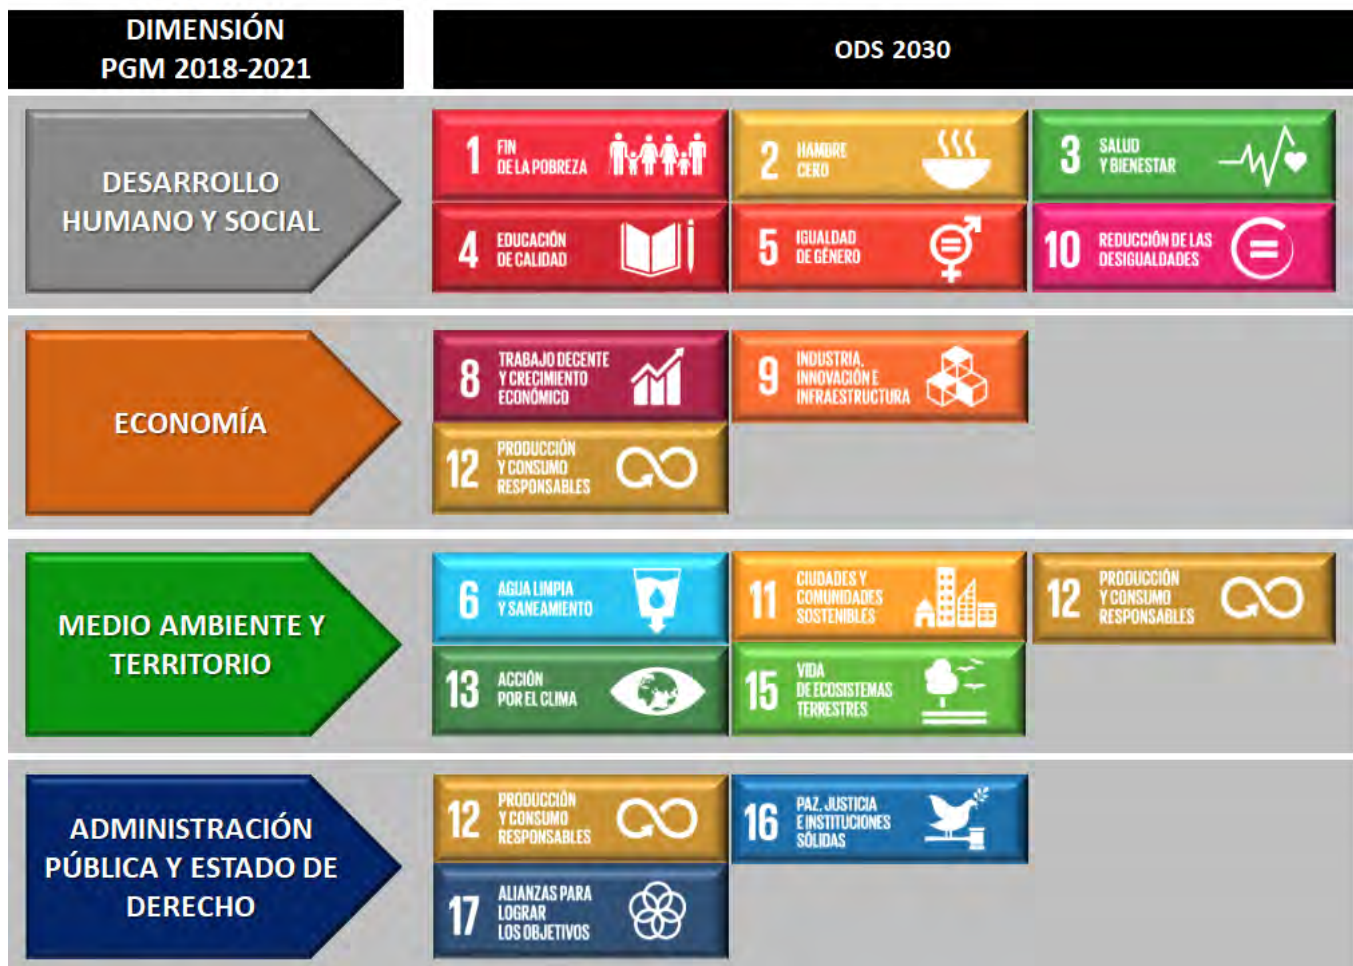 DIMENSIÓN
PGM 2018-2021
ODS 2030
DESARROLLO
HUMANO Y SOCIAL
1 FIN
DE LA POBREZA
2 HAMBRE
CERO
3 SALUD
Y BIENESTAR
4 EDUCACIÓN
DE CALIDAD
5 IGUALDAD
DE GÉNERO
10 REDUCCIÓN DE LAS
DESIGUALDADES
ECONOMÍA
8 TRABAJO DECENTE
Y CRECIMIENTO
ECONÓMICO
9 INDUSTRIA,
INNOVACIÓN E
INFRAESTRUCTURA
12 PRODUCCIÓN
Y CONSUMO
RESPONSABLES
MEDIO AMBIENTE Y
TERRITORIO
6 AGUA LIMPIA
Y SANEAMIENTO
11 CIUDADES Y
COMUNIDADES
SOSTENIBLES
12 PRODUCCIÓN
Y CONSUMO
RESPONSABLES
13 ACCIÓN
POR EL CLIMA
15 VIDA
DE ECOSISTEMAS
TERRESTRES
ADMINISTRACIÓN
PÚBLICA Y ESTADO DE
DERECHO
12 PRODUCCIÓN
Y CONSUMO
RESPONSABLES
16 PAZ, JUSTICIA
E INSTITUCIONES
SÓLIDAS
17 ALIANZAS PARA
LOGRAR
LOS OBJETIVOS